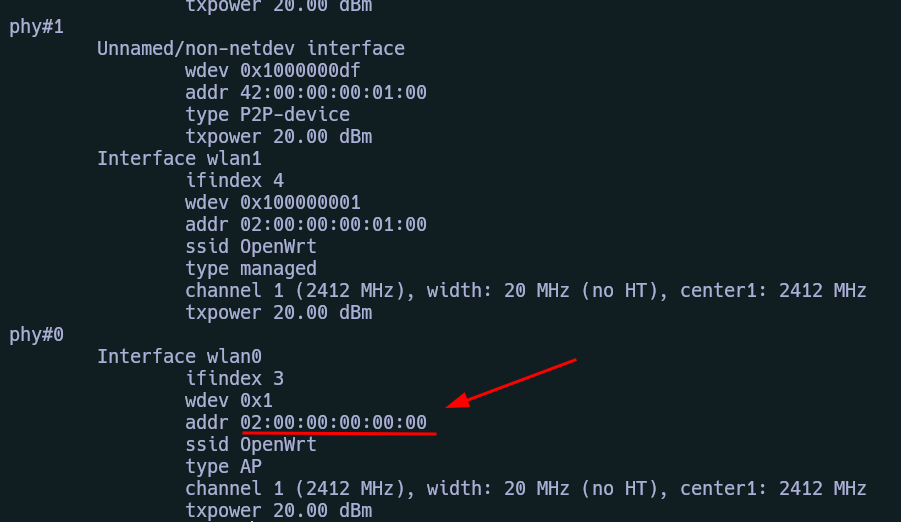 txpower 20.00 dBm
phy#1
Unnamed/non-netdev interface
wdev 0x1000000df
addr 42:00:00:00:01:00
type P2P-device
txpower 20.00 dBm
Interface wlan1
ifindex 4
wdev 0x100000001
addr 02:00:00:00:01:00
ssid OpenWrt
type managed
channel 1 (2412 MHz), width: 20 MHz (no HT), center1: 2412 MHz
txpower 20.00 dBm
phy#0
Interface wlan0
ifindex 3
wdev 0x1
addr 02:00:00:00:00:00
ssid OpenWrt
type AP
channel 1 (2412 MHz), width: 20 MHz (no HT), center1: 2412 MHz
txpower 20.00 dBm